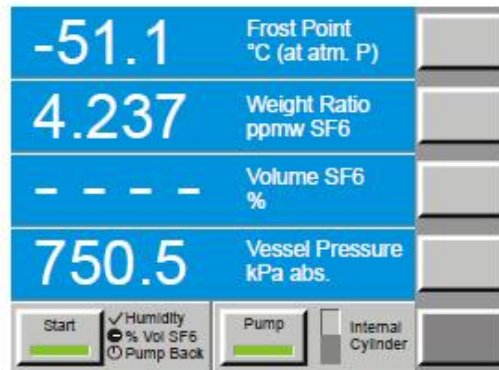 -51.1
Frost Point
°C (at atm. P)
4.237
Weight Ratio
ppmw SF6
- - - -
Volume SF6
%
750.5
Vessel Pressure
kPa abs.
Start
✓ Humidity
% Vol SF6
Pump Back
Pump
Internal
Cylinder